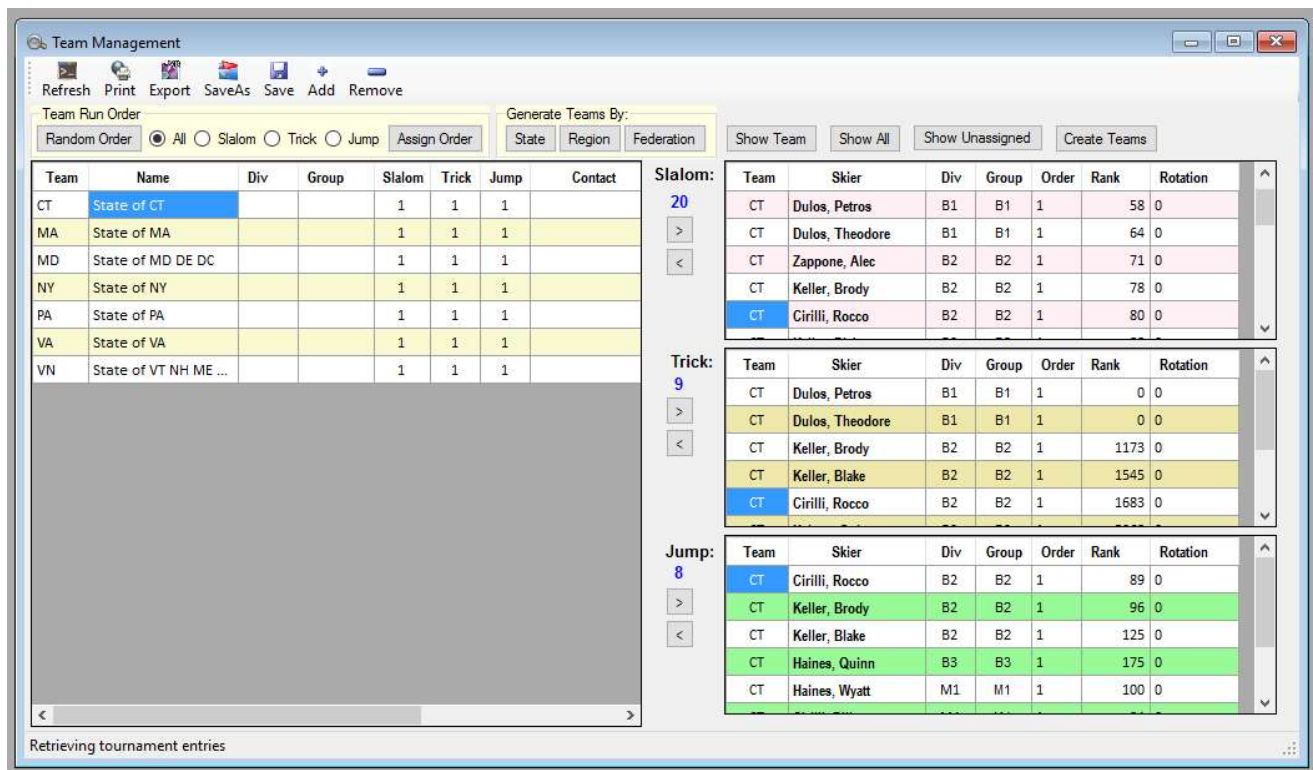 Team Management
Refresh Print Export SaveAs Save Add Remove
Team Run Order
Generate Teams By:
Random Order All Slalom Trick Jump Assign Order State Region Federation Show Team Show All Show Unassigned Create Teams
Team Name Div Group Slalom Trick Jump Contact
CT State of CT 1 1 1
MA State of MA 1 1 1
MD State of MD DE DC 1 1 1
NY State of NY 1 1 1
PA State of PA 1 1 1
VA State of VA 1 1 1
VN State of VT NH ME ... 1 1 1
Slalom:
20
>
<
Team Skier Div Group Order Rank Rotation
CT Dulos, Petros B1 B1 1 58 0
CT Dulos, Theodore B1 B1 1 64 0
CT Zappone, Alec B2 B2 1 71 0
CT Keller, Brody B2 B2 1 78 0
CT Cirilli, Rocco B2 B2 1 80 0
Trick:
9
>
<
Team Skier Div Group Order Rank Rotation
CT Dulos, Petros B1 B1 1 0 0
CT Dulos, Theodore B1 B1 1 0 0
CT Keller, Brody B2 B2 1 1173 0
CT Keller, Blake B2 B2 1 1545 0
CT Cirilli, Rocco B2 B2 1 1683 0
Jump:
8
>
<
Team Skier Div Group Order Rank Rotation
CT Cirilli, Rocco B2 B2 1 89 0
CT Keller, Brody B2 B2 1 96 0
CT Keller, Blake B2 B2 1 125 0
CT Haines, Quinn B3 B3 1 175 0
CT Haines, Wyatt M1 M1 1 100 0
Retrieving tournament entries